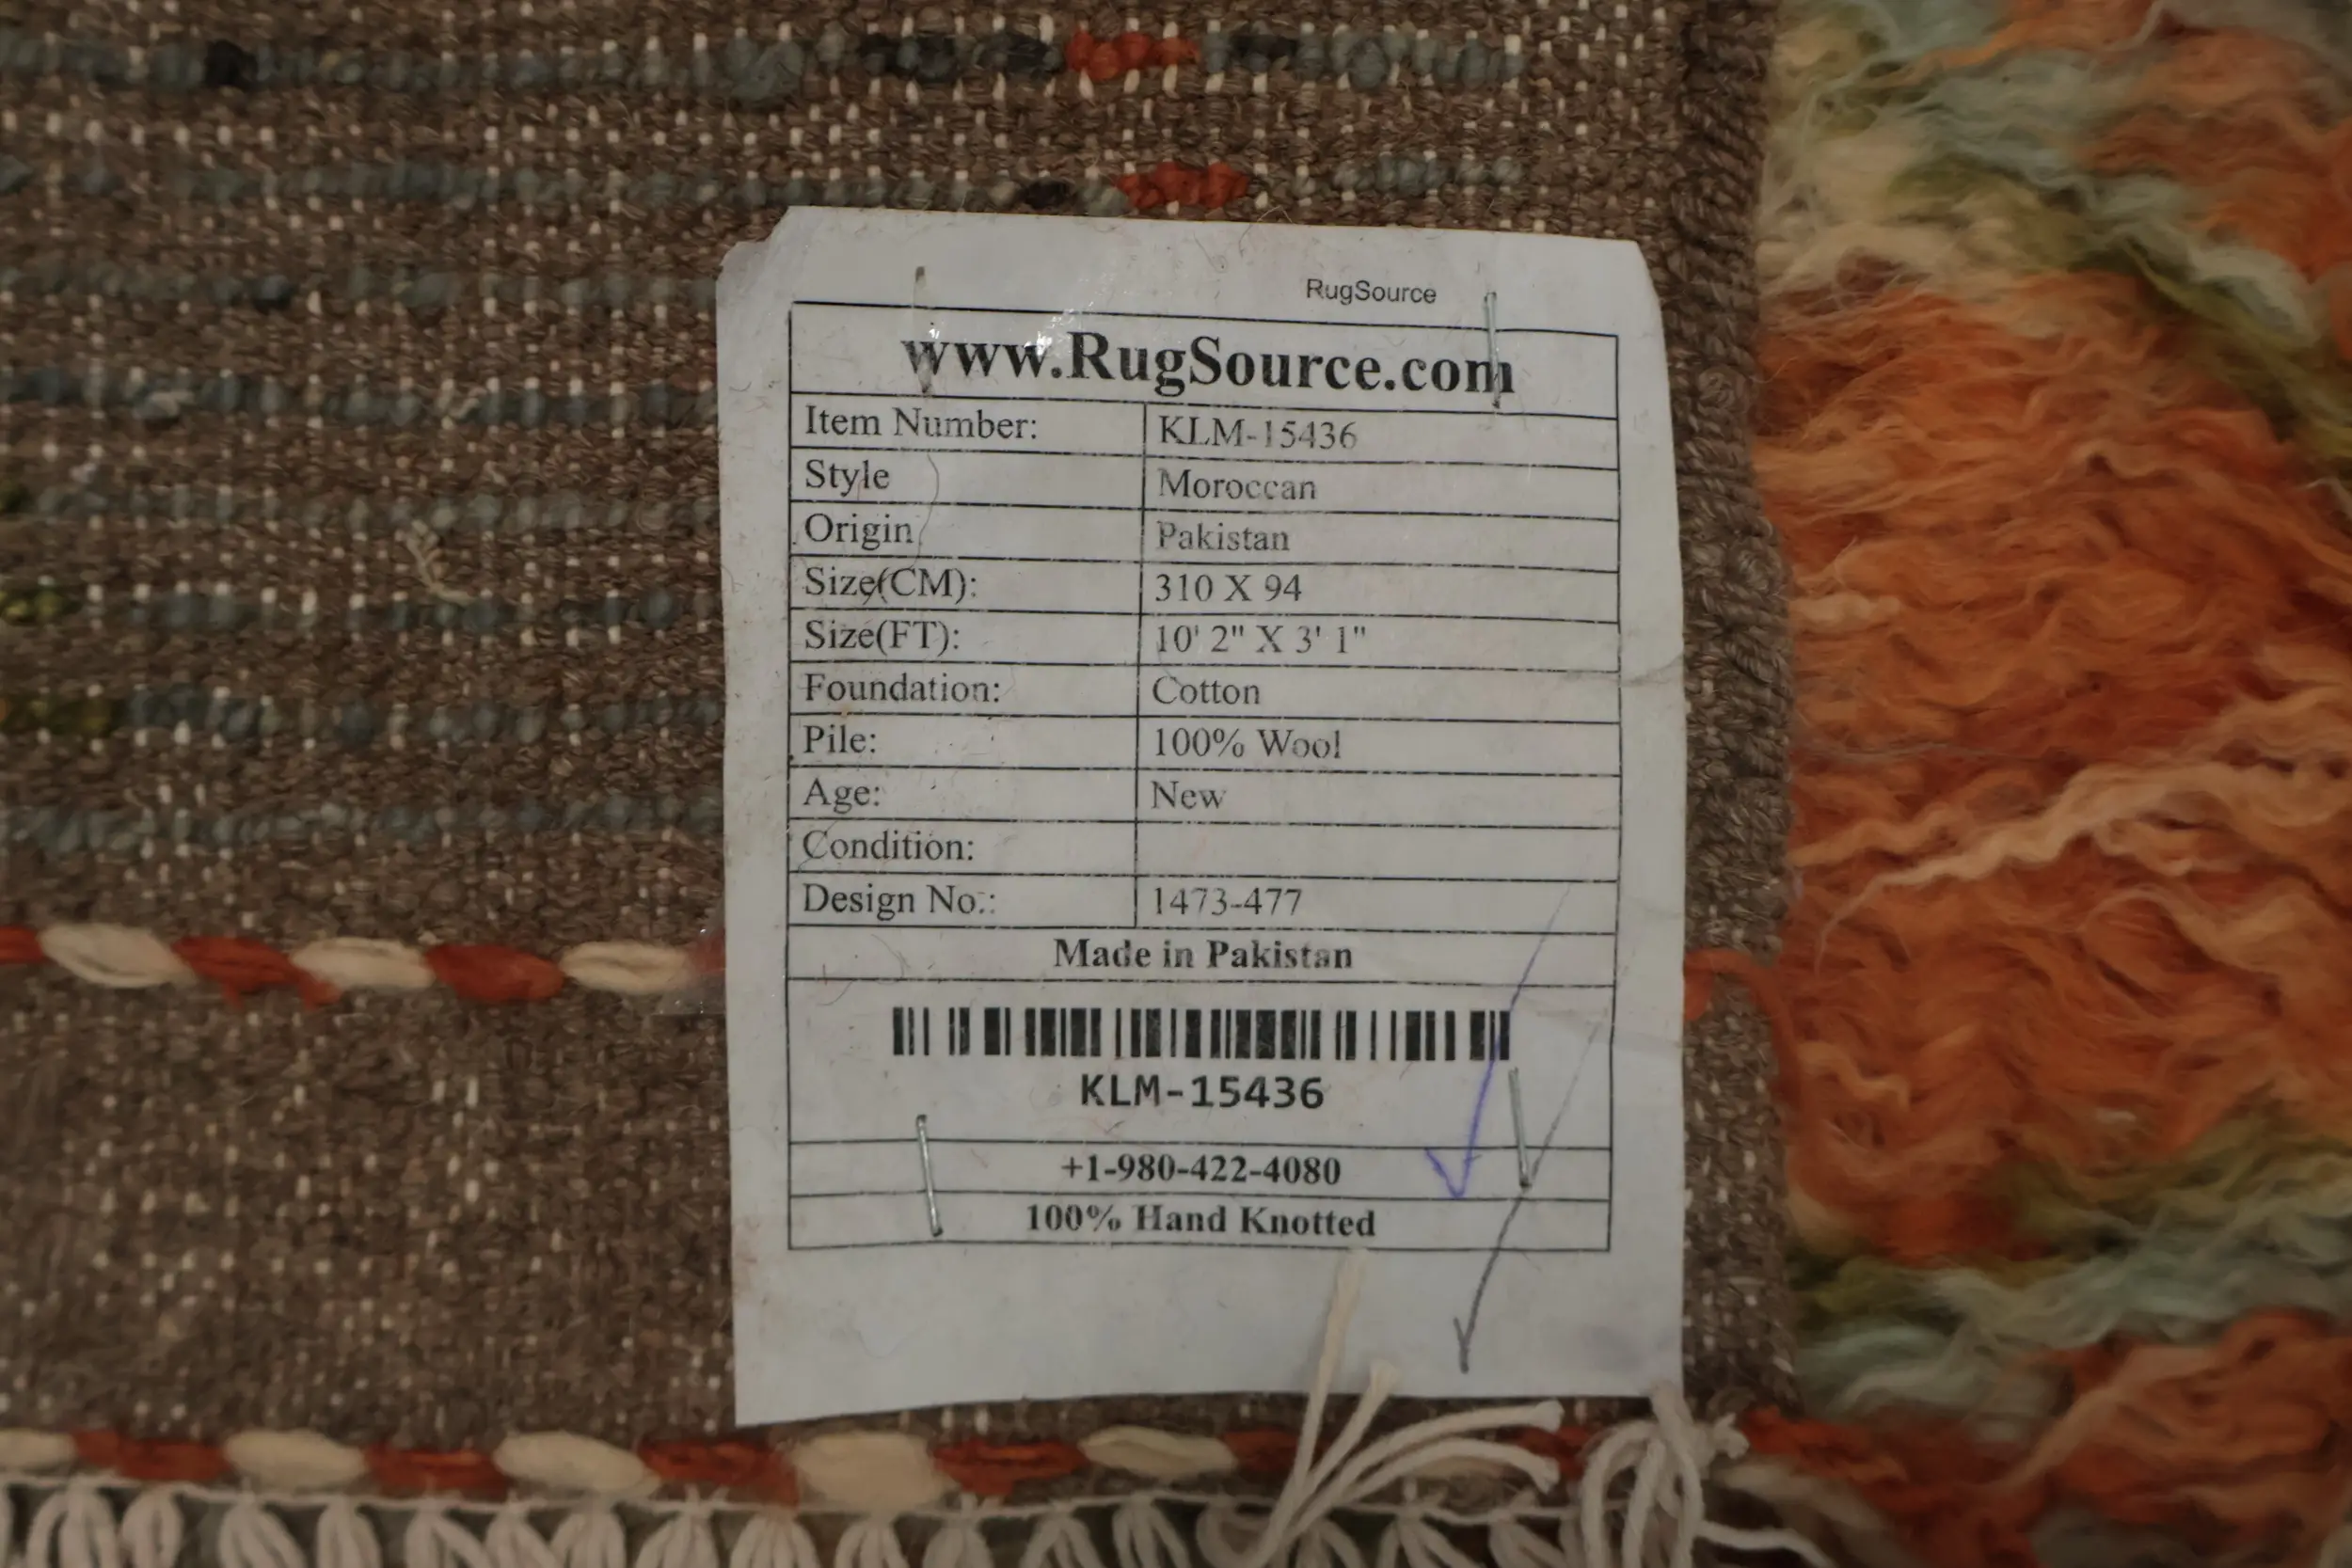 RugSource
www.RugSource.com
Item Number: KLM-15436
Style Moroccan
Origin Pakistan
Size(CM): 310 X 94
Size(FT): 10' 2" X 3' 1"
Foundation: Cotton
Pile: 100% Wool
Age: New
Condition:
Design No.: 1473-477
Made in Pakistan
KLM-15436
+1-980-422-4080
100% Hand Knotted